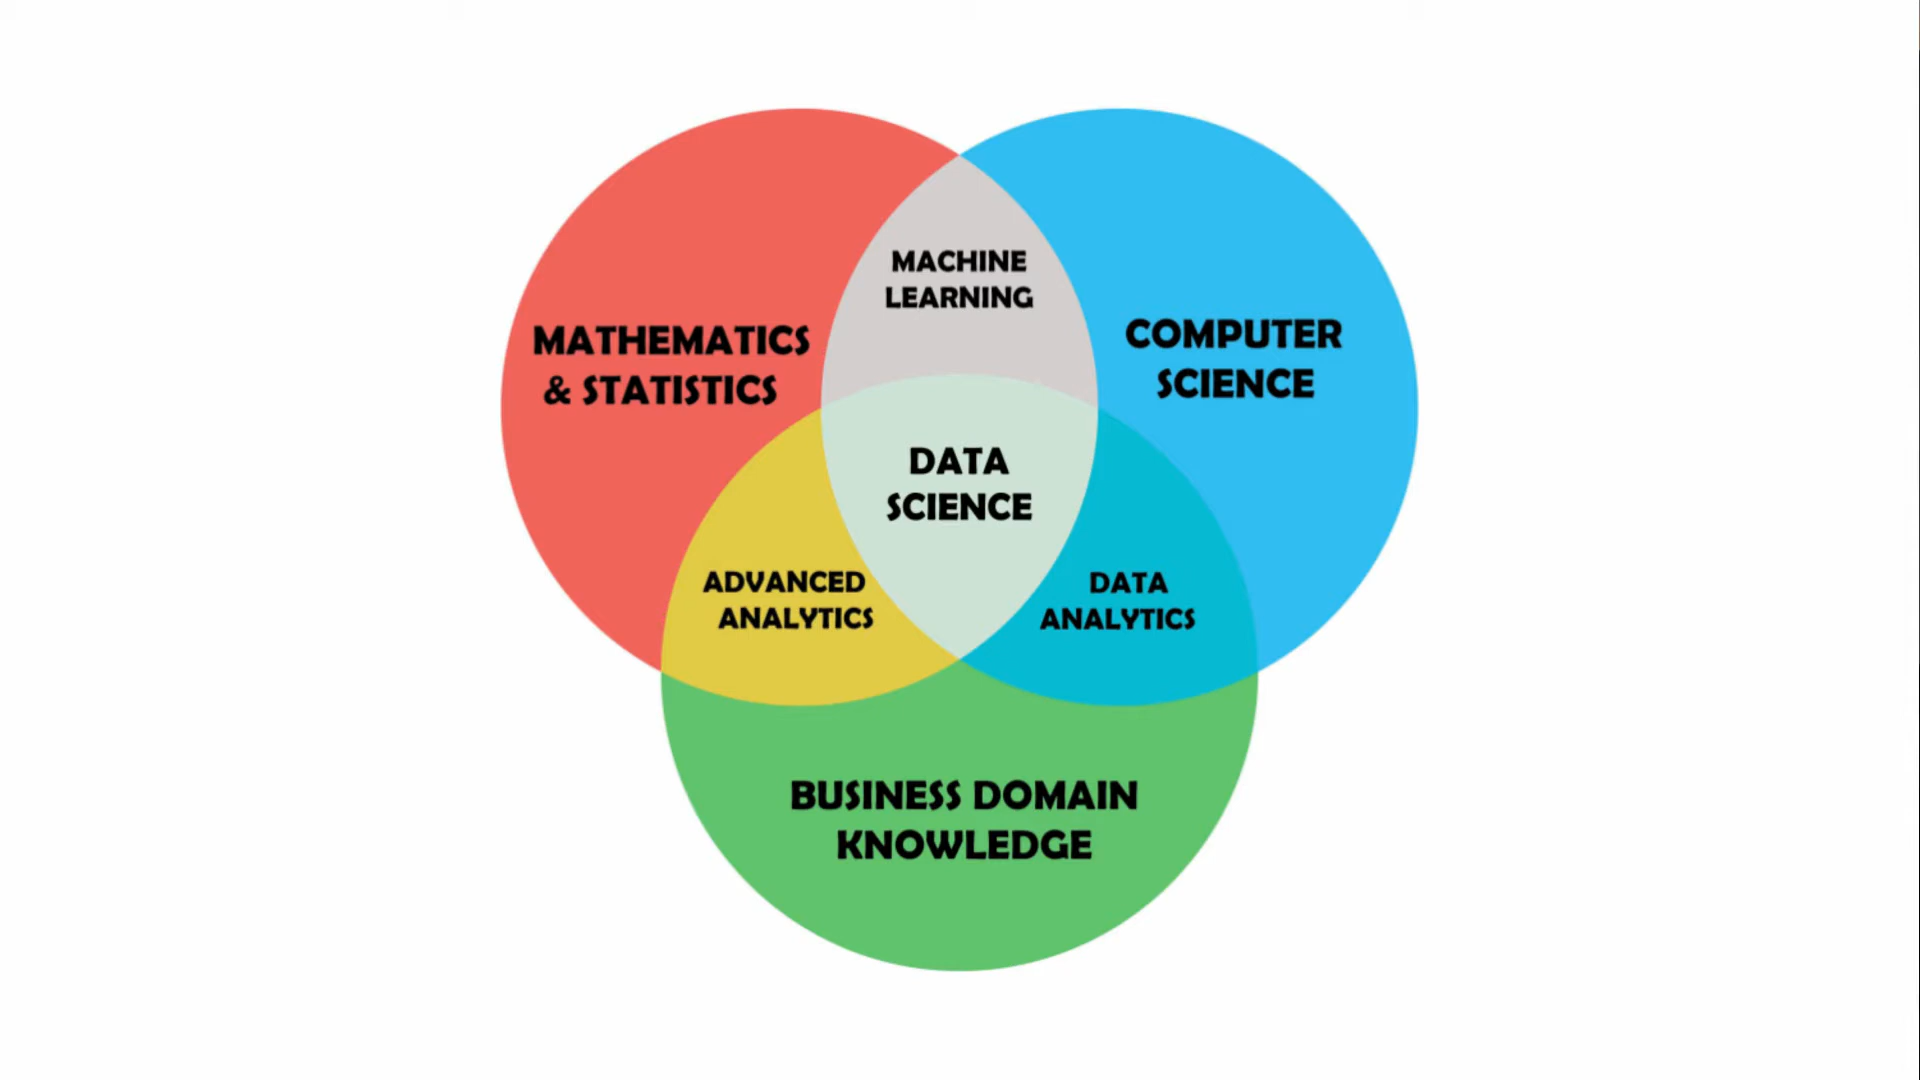 MACHINE
LEARNING
MATHEMATICS
& STATISTICS
COMPUTER
SCIENCE
DATA
SCIENCE
ADVANCED
ANALYTICS
DATA
ANALYTICS
BUSINESS DOMAIN
KNOWLEDGE